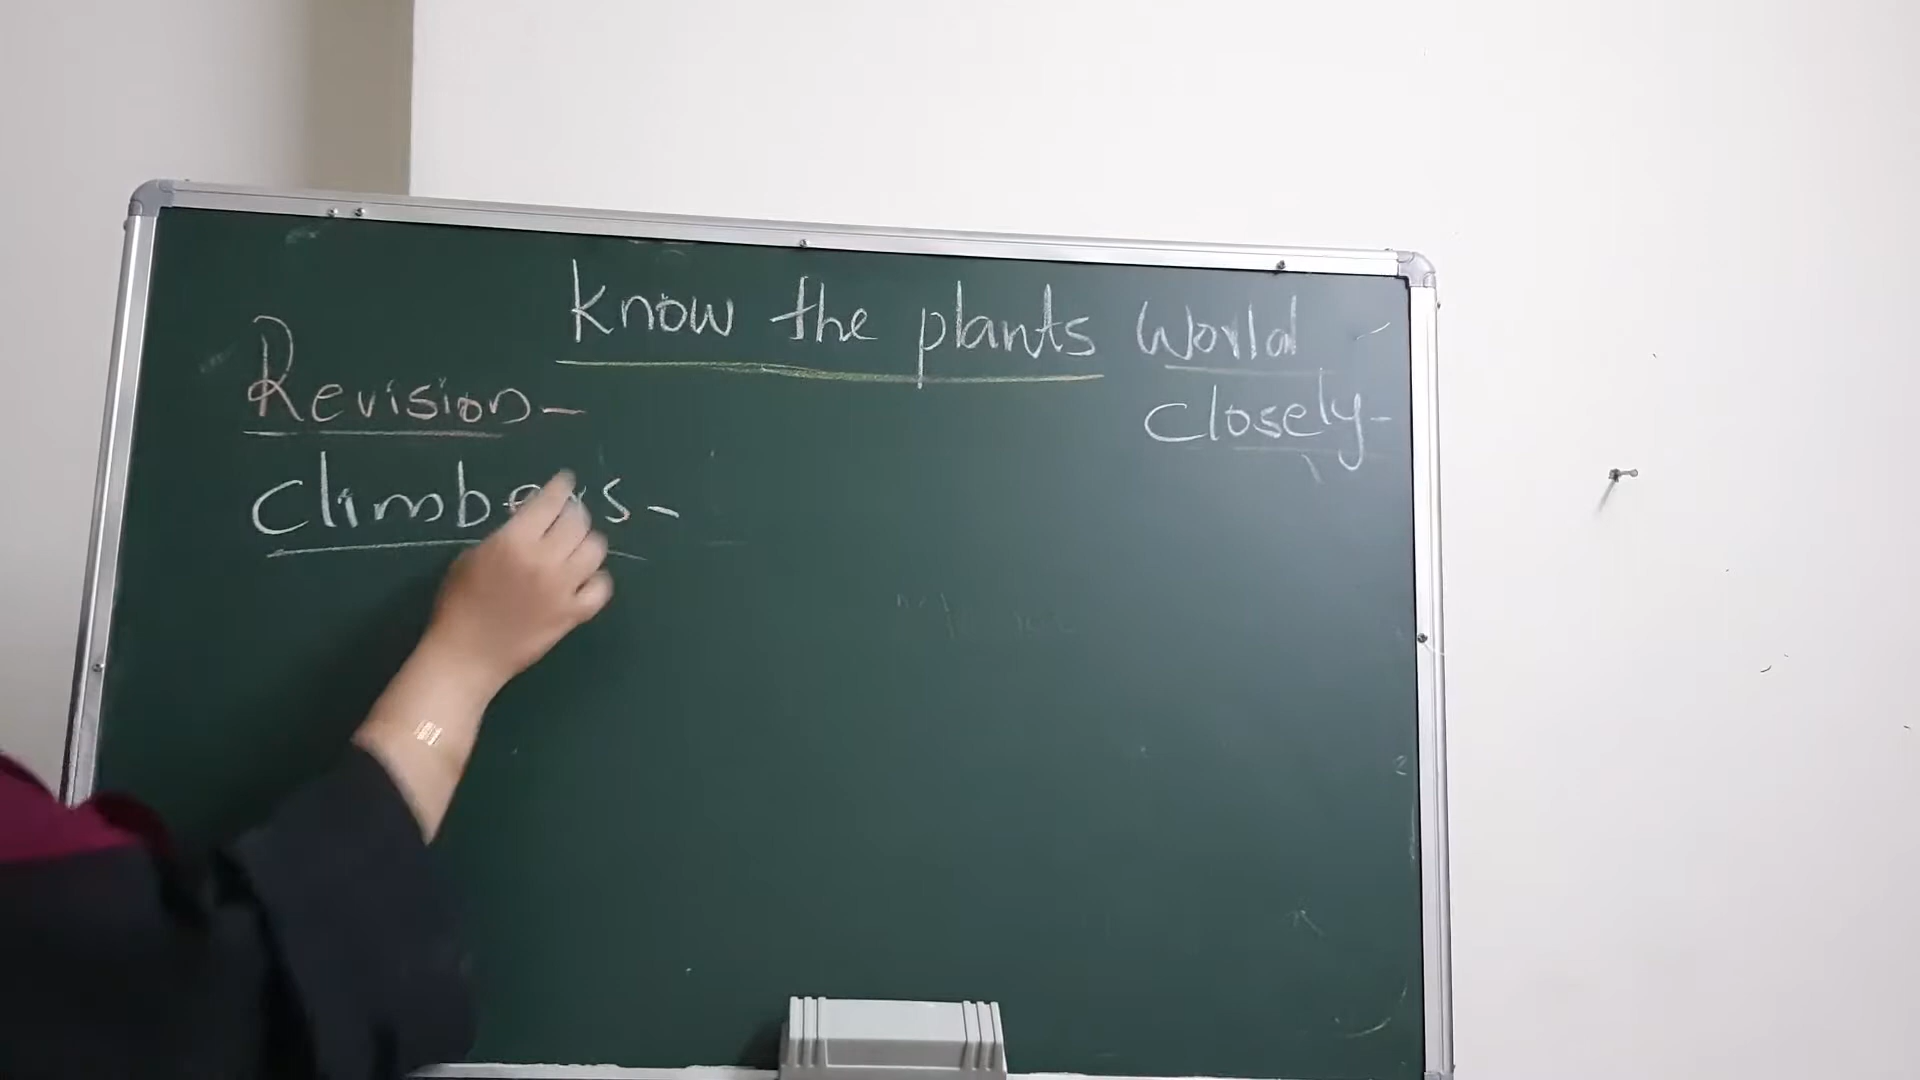 Know the plants World
Closely-
Revision-
Climbers-